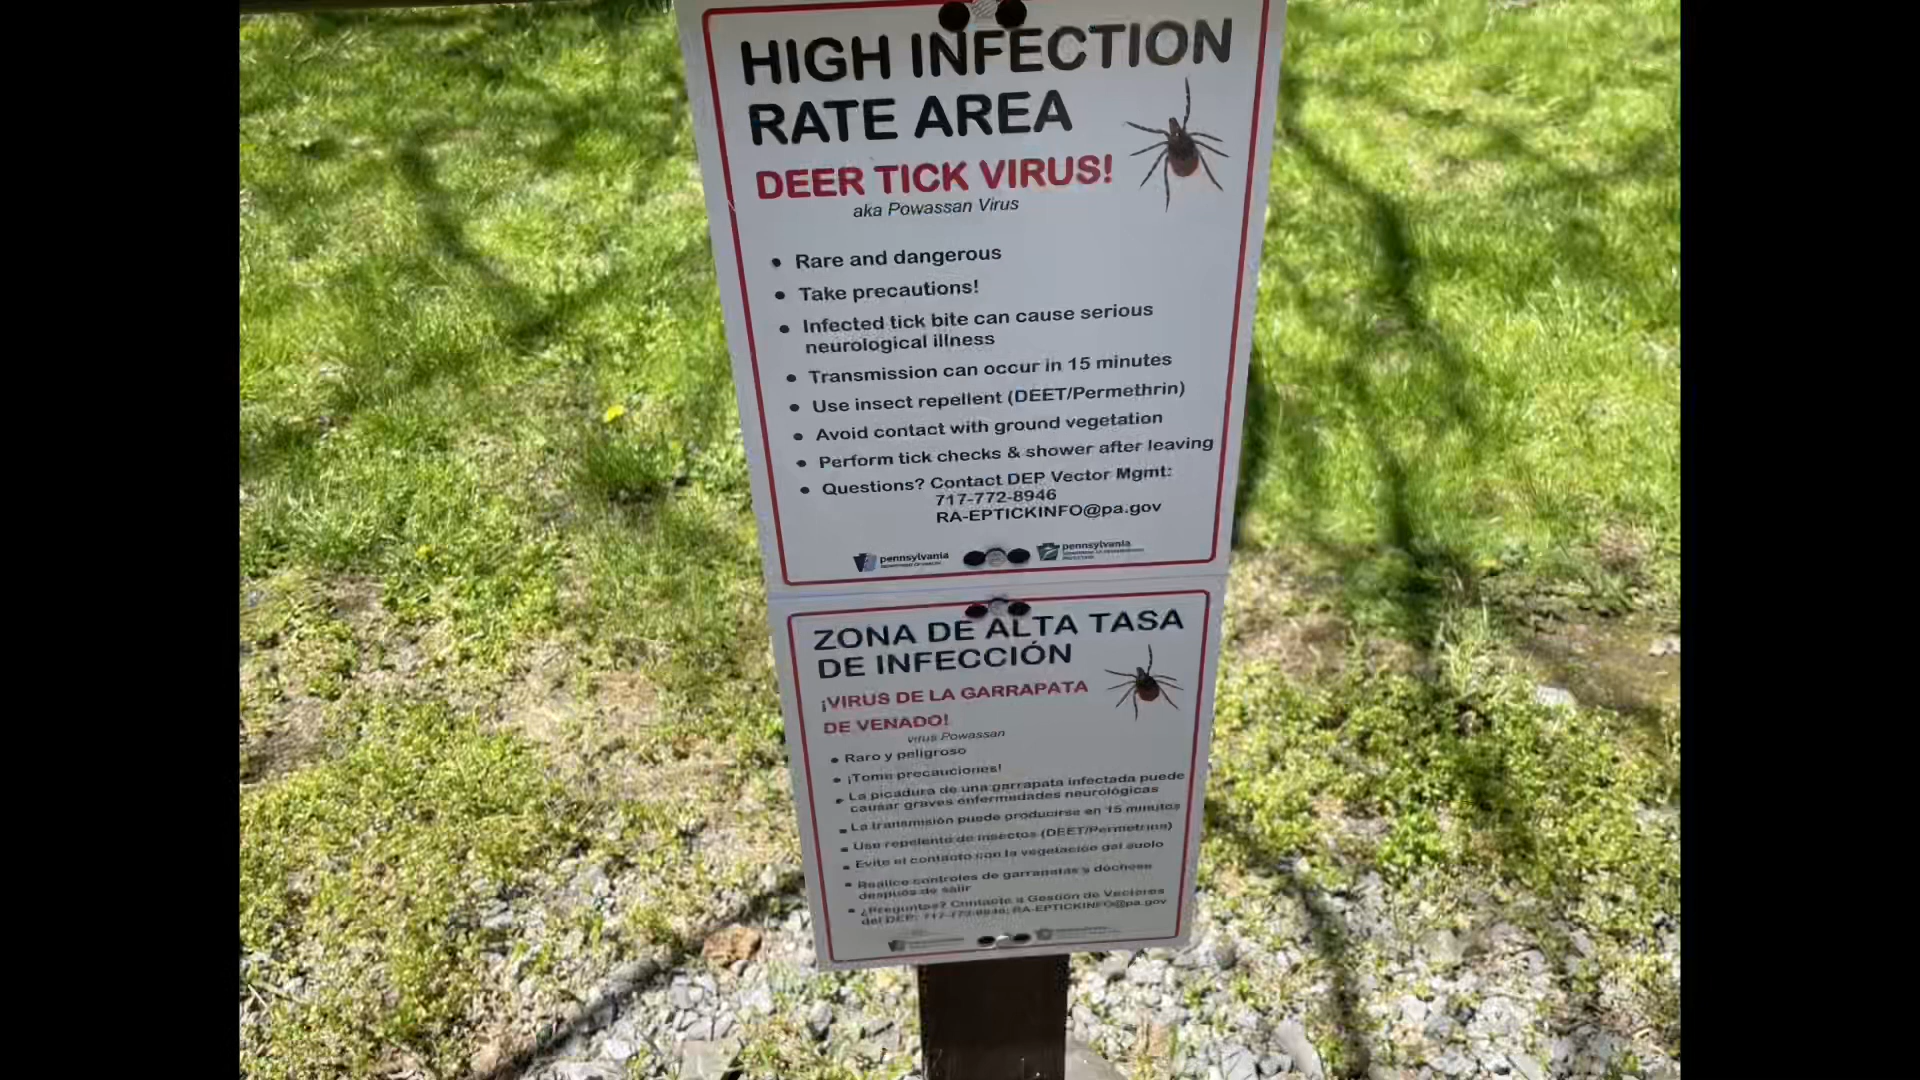 HIGH INFECTION
RATE AREA
DEER TICK VIRUS!
aka Powassan Virus
• Rare and dangerous
• Take precautions!
• Infected tick bite can cause serious
neurological illness
• Transmission can occur in 15 minutes
• Use insect repellent (DEET/Permethrin)
• Avoid contact with ground vegetation
• Perform tick checks & shower after leaving
• Questions? Contact DEP Vector Mgmt:
717-772-8946
RA-EPTICKINFO@pa.gov
pennsylvania
pennsylvania
ZONA DE ALTA TASA
DE INFECCIÓN
¡VIRUS DE LA GARRAPATA
DE VENADO!
virus Powassan
• Raro y peligroso
• ¡Tome precauciones!
• La picadura de una garrapata infectada puede
causar graves enfermedades neurológicas
• La transmisión puede producirse en 15 minutos
• Use repelente de insectos (DEET/Permetrina)
• Evite el contacto con la vegetación del suelo
• Realice controles de garrapatas y dúchese
después de salir
• ¿Preguntas? Contacte a Gestión de Vectores
del DEP: 717-772-8946; RA-EPTICKINFO@pa.gov